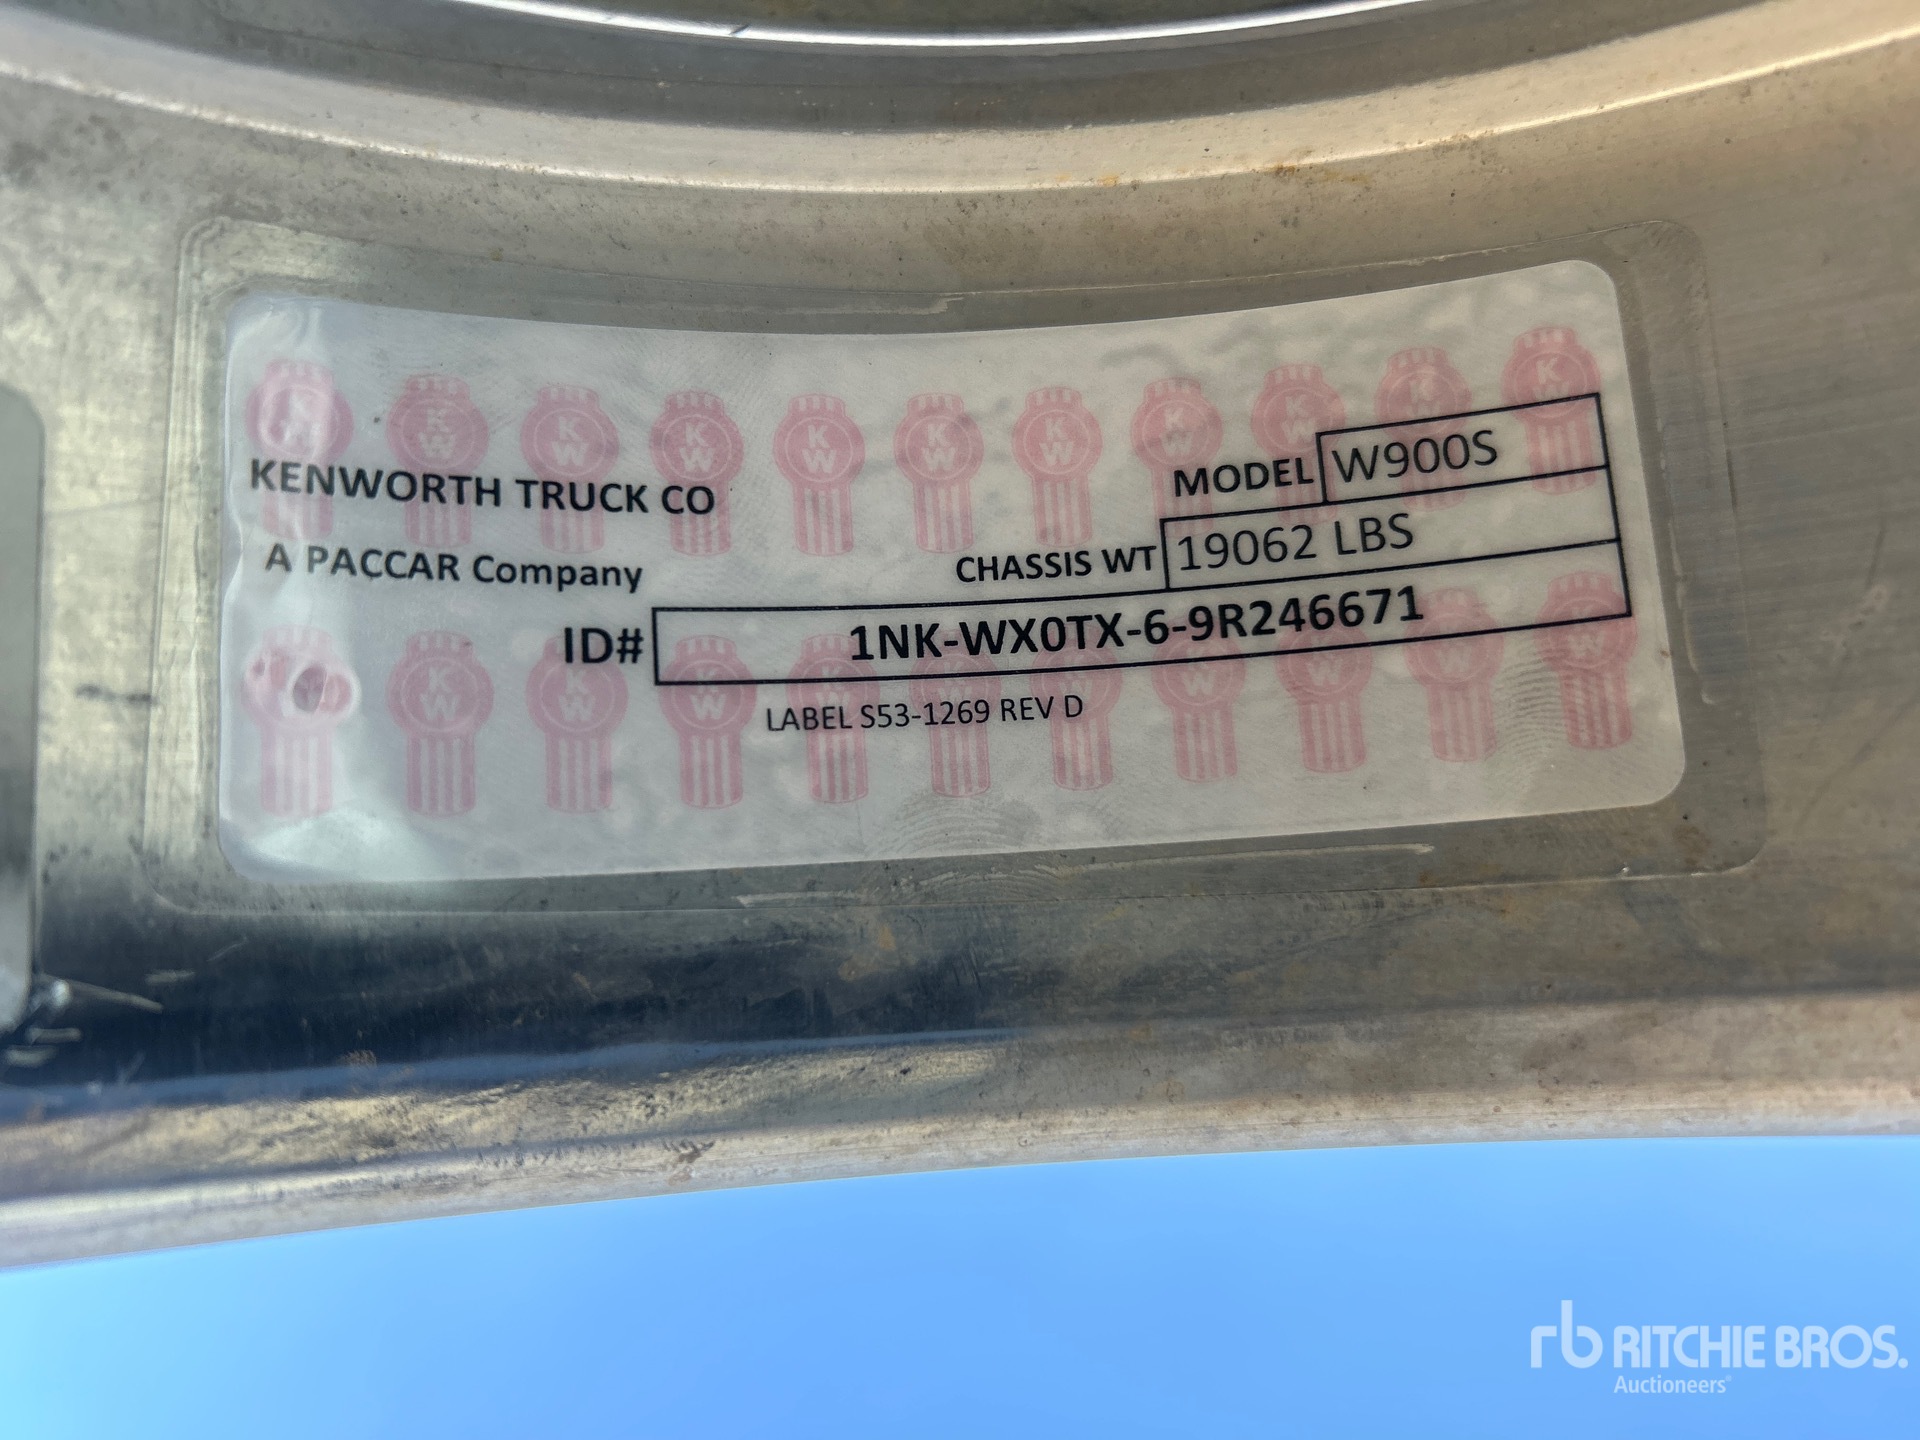 KENWORTH TRUCK CO
A PACCAR Company
MODEL W900S
CHASSIS WT 19062 LBS
ID# 1NK-WX0TX-6-9R246671
LABEL S53-1269 REV D
rb RITCHIE BROS.
Auctioneers